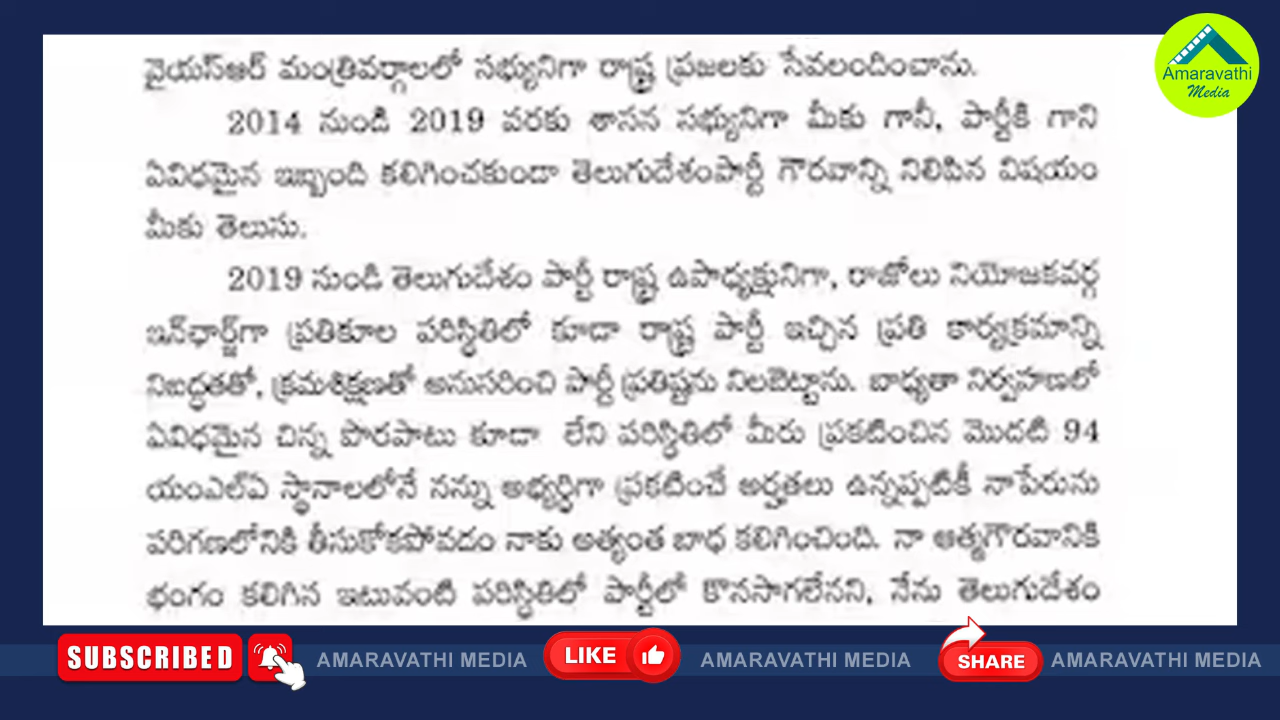 Amaravathi
Media
వైయస్ఆర్ మంత్రివర్గాలలో సభ్యునిగా రాష్ట్ర ప్రజలకు సేవలందించాను.
2014 నుండి 2019 వరకు శాసన సభ్యునిగా మీకు గానీ, పార్టీకి గాని
ఏవిధమైన ఇబ్బంది కలిగించకుండా తెలుగుదేశంపార్టీ గౌరవాన్ని నిలిపిన విషయం
మీకు తెలుసు.
2019 నుండి తెలుగుదేశం పార్టీ రాష్ట్ర ఉపాధ్యక్షునిగా, రాజోలు నియోజకవర్గ
ఇన్‌ఛార్జ్‌గా ప్రతికూల పరిస్థితిలో కూడా రాష్ట్ర పార్టీ ఇచ్చిన ప్రతి కార్యక్రమాన్ని
నిబద్ధతతో, క్రమశిక్షణతో అనుసరించి పార్టీ ప్రతిష్టను నిలబెట్టాను. బాధ్యతా నిర్వహణలో
ఏవిధమైన చిన్న పొరపాటు కూడా లేని పరిస్థితిలో మీరు ప్రకటించిన మొదటి 94
యంఎల్ఏ స్థానాలలోనే నన్ను అభ్యర్థిగా ప్రకటించే అర్హతలు ఉన్నప్పటికీ నాపేరును
పరిగణలోనికి తీసుకోకపోవడం నాకు అత్యంత బాధ కలిగించింది. నా ఆత్మగౌరవానికి
భంగం కలిగిన ఇటువంటి పరిస్థితిలో పార్టీలో కొనసాగలేనని, నేను తెలుగుదేశం
SUBSCRIBED AMARAVATHI MEDIA LIKE AMARAVATHI MEDIA SHARE AMARAVATHI MEDIA